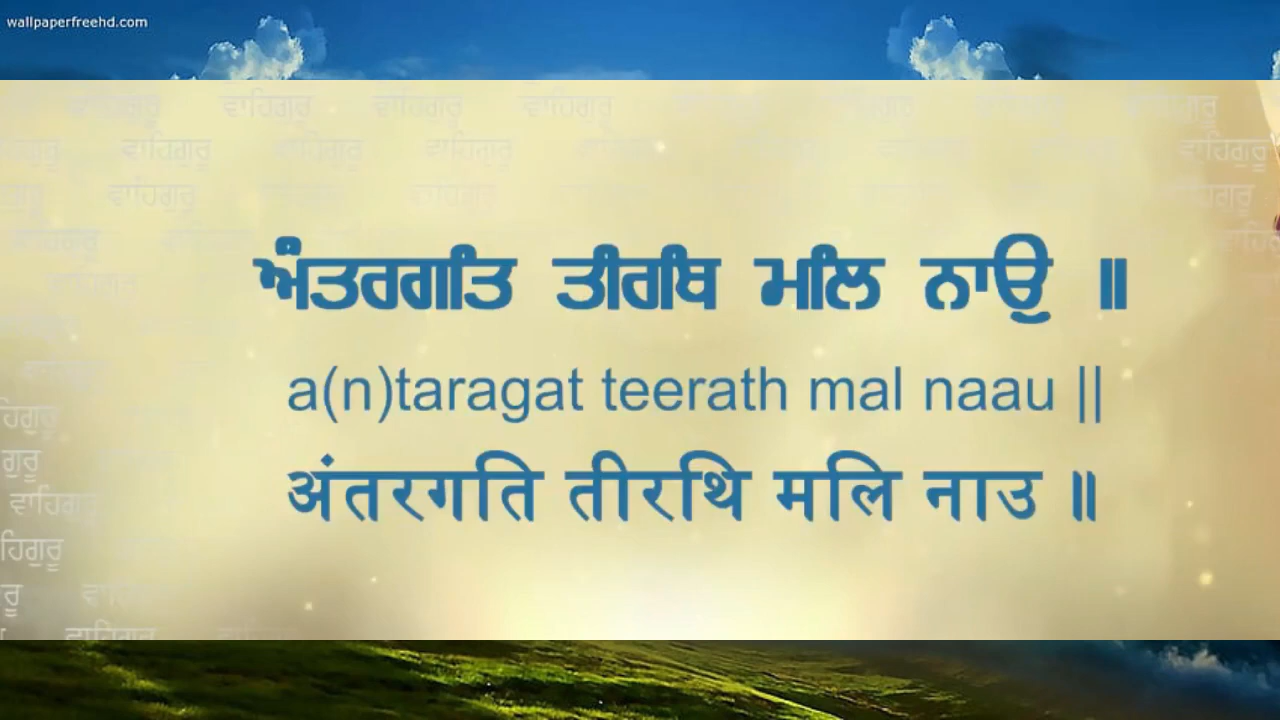 wallpaperfreehd.com
ਵਾਹਿਗੁਰੂ ਵਾਹਿਗੁਰੂ ਵਾਹਿਗੁਰੂ ਵਾਹਿਗੁਰੂ ਵਾਹਿਗੁਰੂ
ਵਾਹਿਗੁਰੂ ਵਾਹਿਗੁਰੂ ਵਾਹਿਗੁਰੂ ਵਾਹਿਗੁਰੂ
ਵਾਹਿਗੁਰੂ
ਅੰਤਰਗਤਿ ਤੀਰਥਿ ਮਲਿ ਨਾਉ ॥
a(n)taragat teerath mal naau ||
अंतरगति तीरथि मलि नाउ ॥
ਵਾਹਿਗੁਰੂ